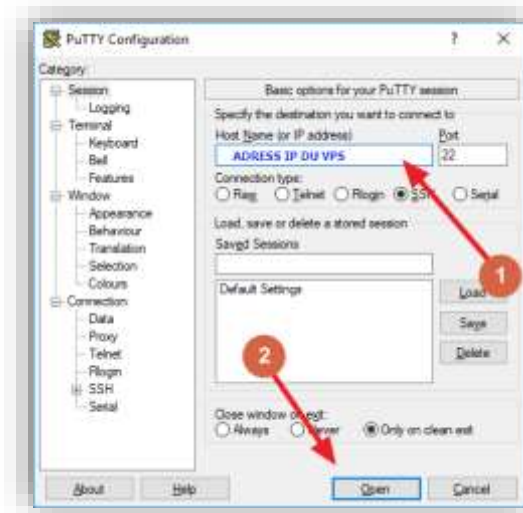 PuTTY Configuration ? ×
Category:
Session
Logging
Terminal
Keyboard
Bell
Features
Window
Appearance
Behaviour
Translation
Selection
Colours
Connection
Data
Proxy
Telnet
Rlogin
SSH
Serial
Basic options for your PuTTY session
Specify the destination you want to connect to
Host Name (or IP address) Port
ADRESS IP DU VPS 22
Connection type:
Raw Telnet Rlogin SSH Serial
Load, save or delete a stored session
Saved Sessions
1
Default Settings
Load
Save
Delete
2
Close window on exit:
Always Never Only on clean exit
About Help Open Cancel